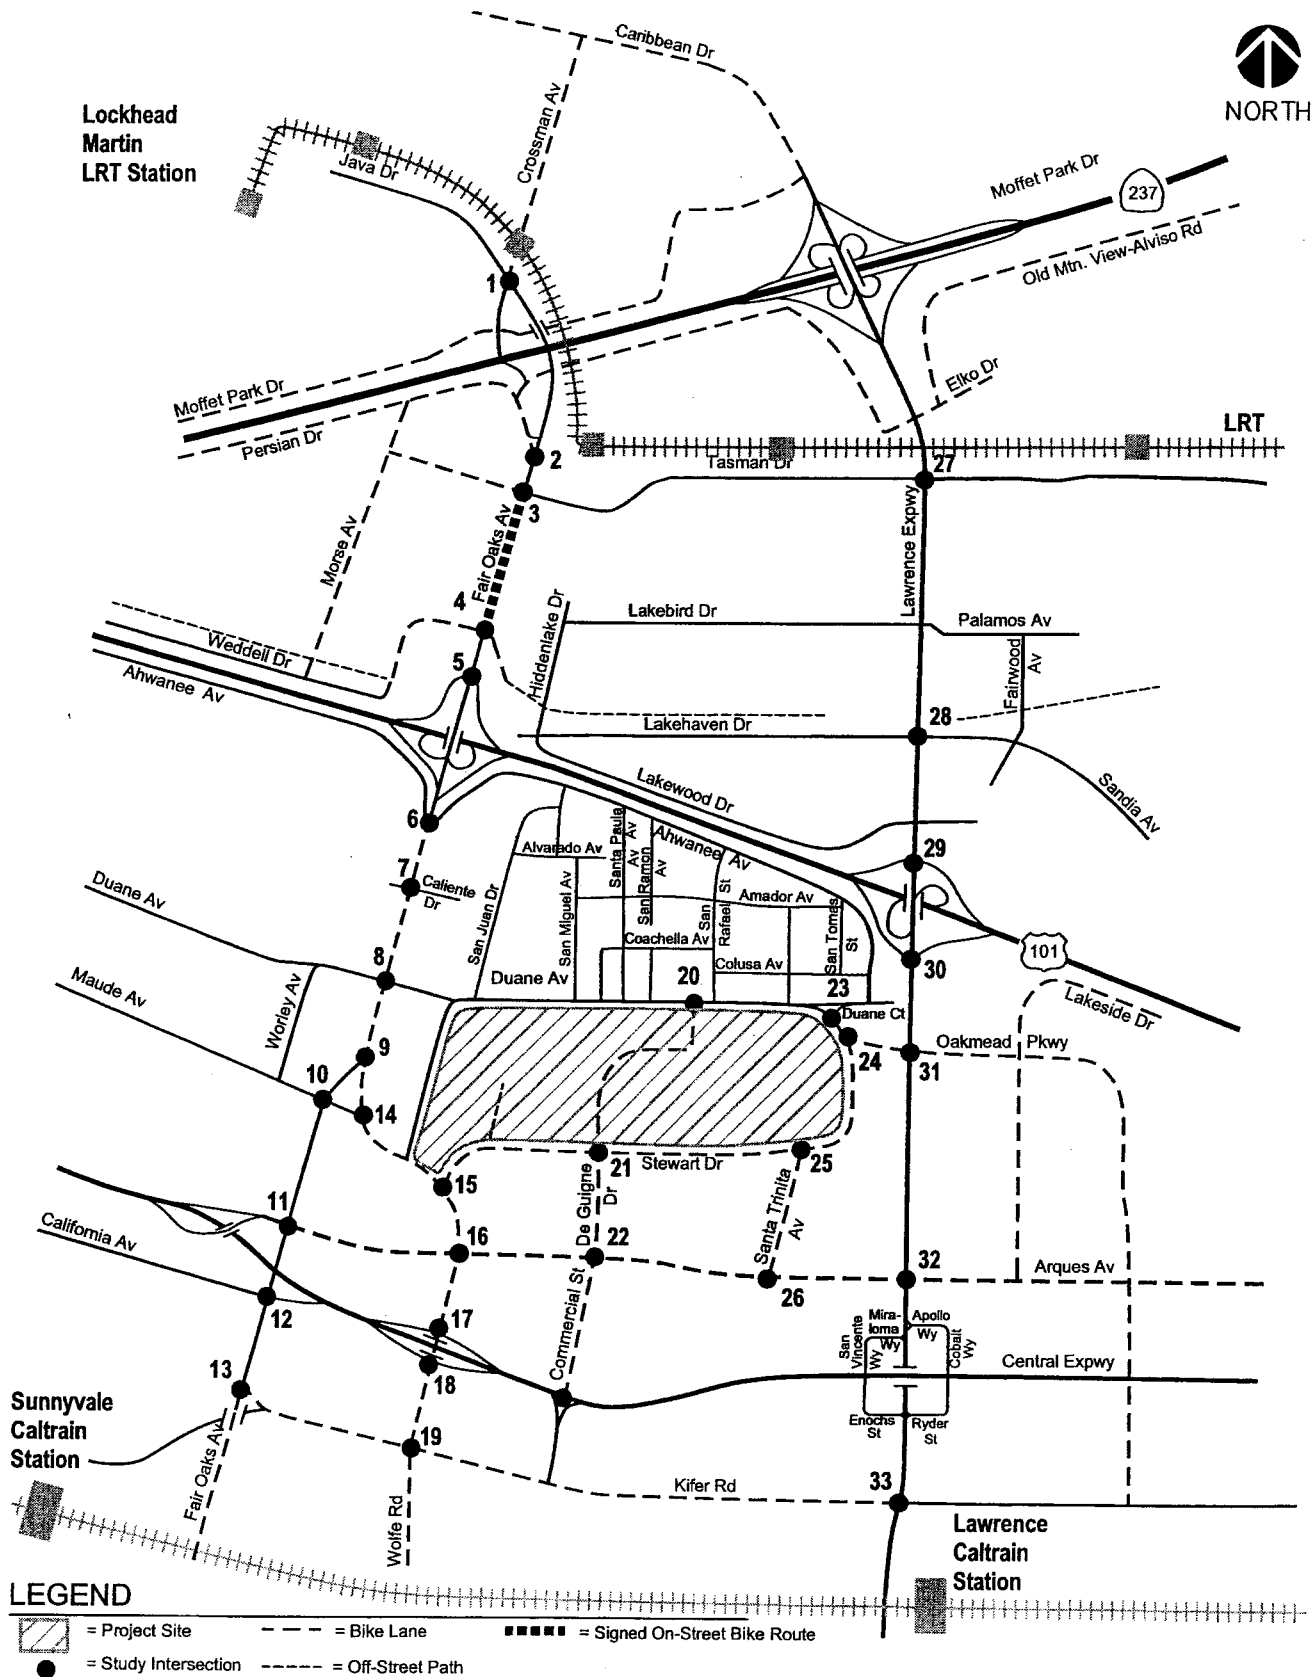 Caribbean Dr
NORTH
Lockhead
Martin
LRT Station
Crossman Av
Java Dr
Moffet Park Dr
237
Old Mtn. View-Alviso Rd
1
Elko Dr
Moffet Park Dr
Persian Dr
LRT
2
Tasman Dr
27
3
Morse Av
Fair Oaks Av
Lawrence Expwy
4
Hiddenlake Dr
Lakebird Dr
Palamos Av
Weddell Dr
5
Fairwood
Av
Ahwanee Av
28
Lakehaven Dr
Lakewood Dr
Sandia Av
6
Santa Paula
Av
Ahwanee
Av
29
Alvarado Av
San Ramon
Av
7
Caliente
Dr
Duane Av
San Juan Dr
San Miguel Av
San
Rafael St
Amador Av
San Tomas
St
Coachella Av
101
8
30
Colusa Av
Duane Av
20
23
Maude Av
Worley Av
Lakeside Dr
Duane Ct
9
24
Oakmead Pkwy
31
10
14
21
Stewart Dr
25
15
De Guigne
Dr
11
Santa Trinita
Av
California Av
16
22
32
Arques Av
26
12
17
Commercial St
Mira-
loma
Wy
Apollo
Wy
San
Vincente
Wy
Cobalt
Wy
Central Expwy
13
18
Sunnyvale
Caltrain
Station
Enochs
St
Ryder
St
19
Fair Oaks Av
Wolfe Rd
Kifer Rd
33
Lawrence
Caltrain
Station
LEGEND
= Project Site
= Bike Lane
= Signed On-Street Bike Route
= Study Intersection
= Off-Street Path